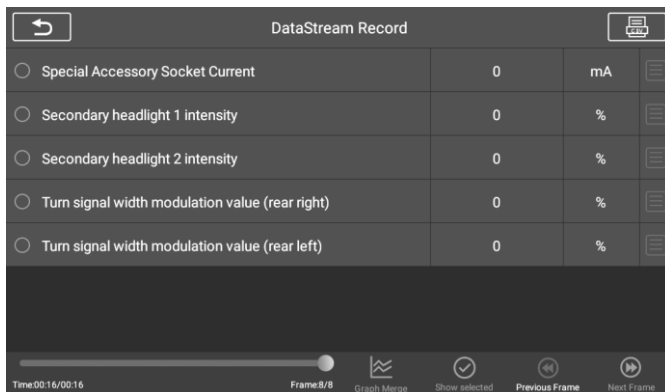 DataStream Record
CSV
Special Accessory Socket Current 0 mA
Secondary headlight 1 intensity 0 %
Secondary headlight 2 intensity 0 %
Turn signal width modulation value (rear right) 0 %
Turn signal width modulation value (rear left) 0 %
Time:00:16/00:16 Frame:8/8 Graph Merge Show selected Previous Frame Next Frame